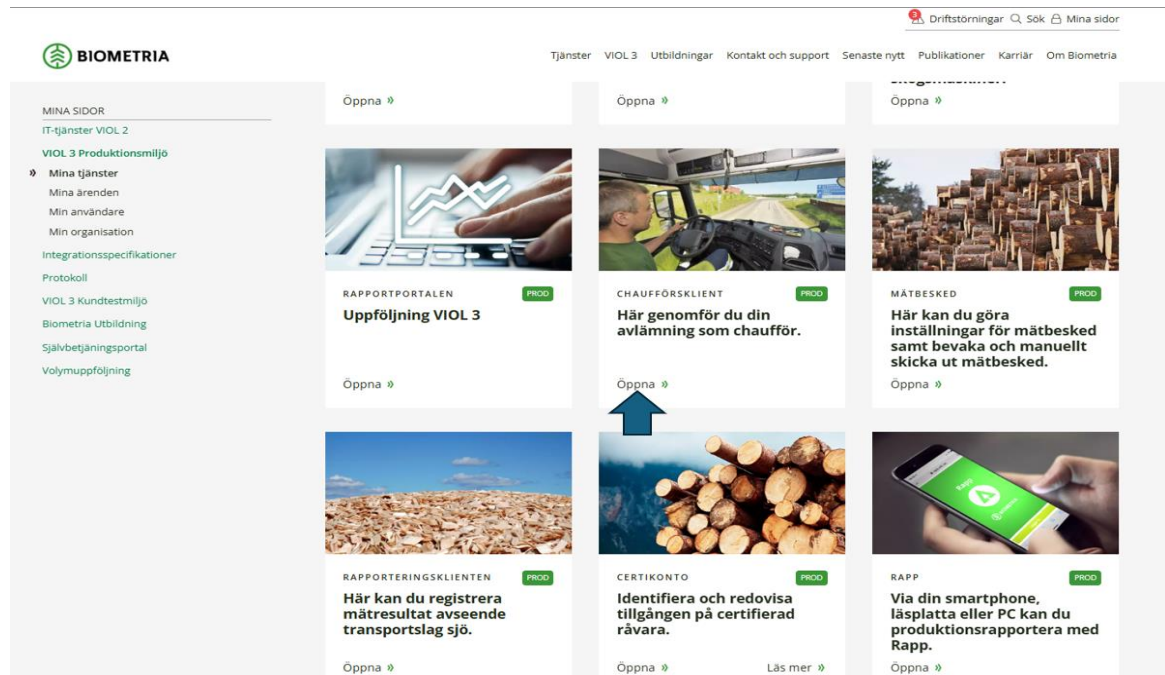 3
Driftstörningar Sök Mina sidor
BIOMETRIA
Tjänster VIOL 3 Utbildningar Kontakt och support Senaste nytt Publikationer Karriär Om Biometria
MINA SIDOR
IT-tjänster VIOL 2
VIOL 3 Produktionsmiljö
» Mina tjänster
Mina ärenden
Min användare
Min organisation
Integrationsspecifikationer
Protokoll
VIOL 3 Kundtestmiljö
Biometria Utbildning
Självbetjäningsportal
Volymuppföljning
Öppna »
Öppna »
skogsmaskiner.
Öppna »
RAPPORTPORTALEN PROD
Uppföljning VIOL 3
Öppna »
CHAUFFÖRSKLIENT PROD
Här genomför du din
avlämning som chaufför.
Öppna »
MÄTBESKED PROD
Här kan du göra
inställningar för mätbesked
samt bevaka och manuellt
skicka ut mätbesked.
Öppna »
RAPPORTERINGSKLIENTEN PROD
Här kan du registrera
mätresultat avseende
transportslag sjö.
Öppna »
CERTIKONTO PROD
Identifiera och redovisa
tillgången på certifierad
råvara.
Öppna » Läs mer »
Rapp
BIOMETRIA
RAPP PROD
Via din smartphone,
läsplatta eller PC kan du
produktionsrapportera med
Rapp.
Öppna »